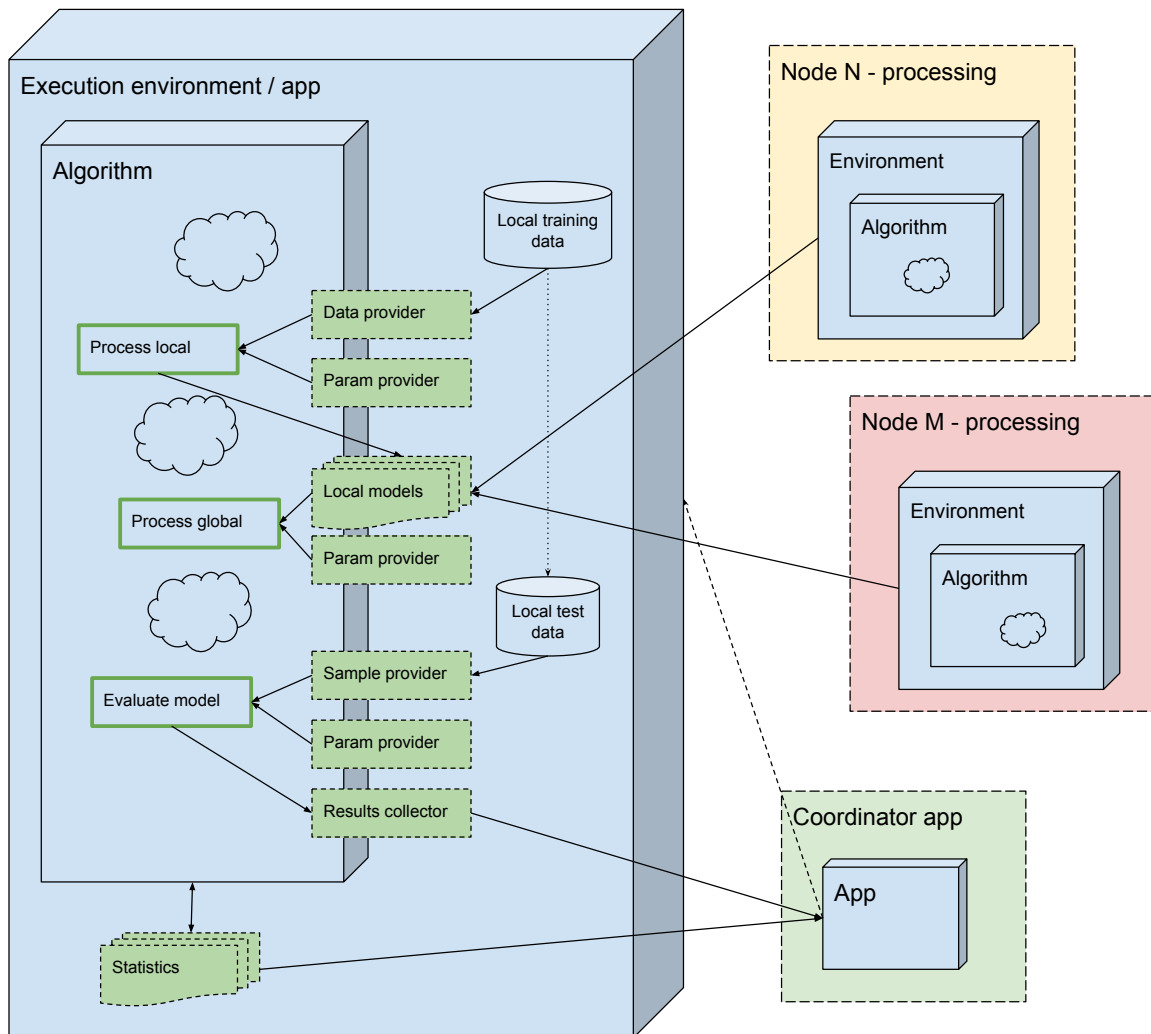 Execution environment / app
Algorithm
Local training
data
Data provider
Process local
Param provider
Local models
Process global
Param provider
Local test
data
Sample provider
Evaluate model
Param provider
Results collector
Statistics
Node N - processing
Environment
Algorithm
Node M - processing
Environment
Algorithm
Coordinator app
App